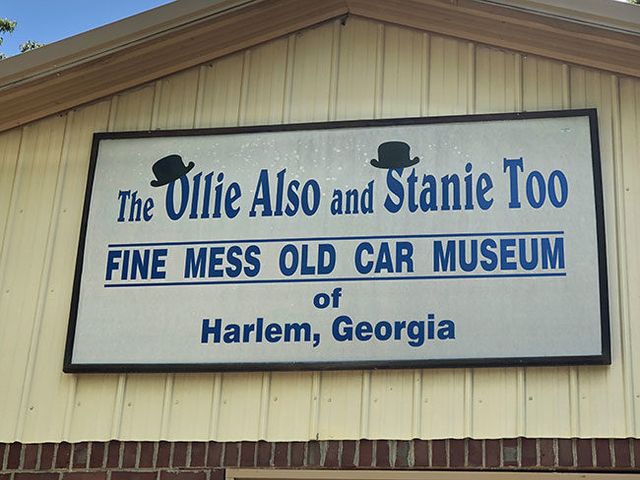 The Ollie Also and Stanie Too
FINE MESS OLD CAR MUSEUM
of
Harlem, Georgia